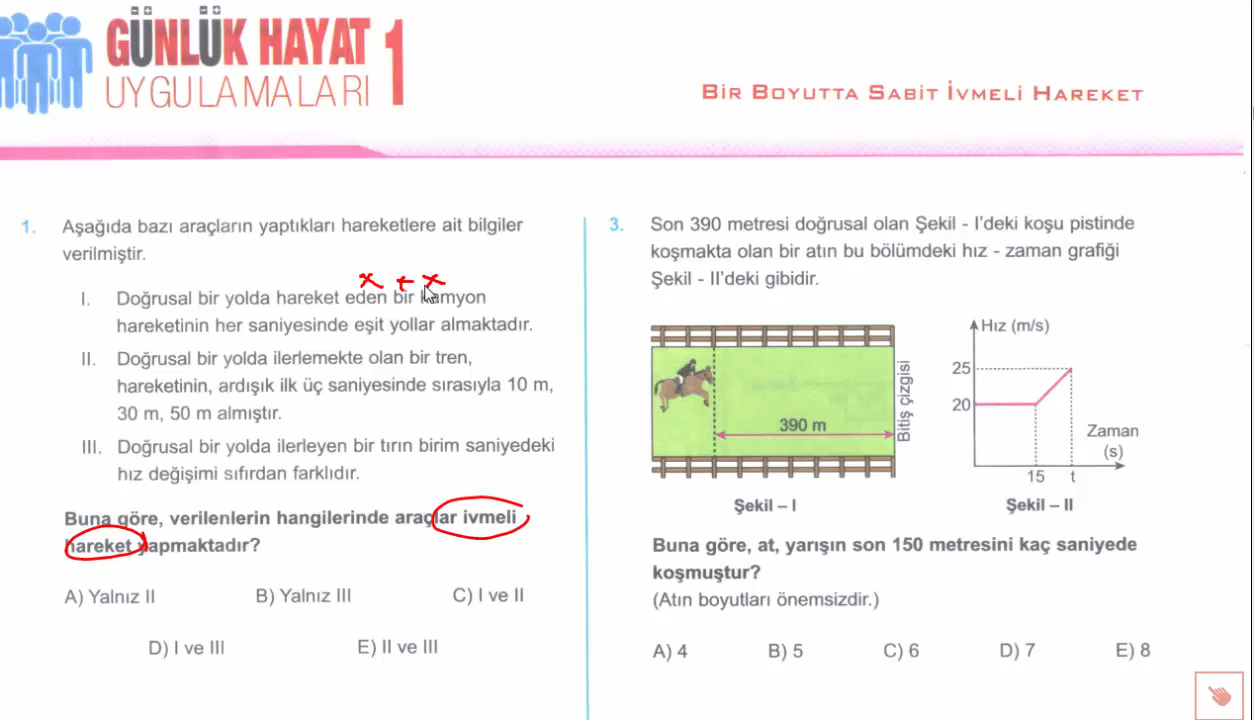 GÜNLÜK HAYAT 1
UYGULAMALARI
BİR BOYUTTA SABİT İVMELİ HAREKET
1. Aşağıda bazı araçların yaptıkları hareketlere ait bilgiler
verilmiştir.
x + x
I. Doğrusal bir yolda hareket eden bir kamyon
hareketinin her saniyesinde eşit yollar almaktadır.
II. Doğrusal bir yolda ilerlemekte olan bir tren,
hareketinin, ardışık ilk üç saniyesinde sırasıyla 10 m,
30 m, 50 m almıştır.
III. Doğrusal bir yolda ilerleyen bir tırın birim saniyedeki
hız değişimi sıfırdan farklıdır.
Buna göre, verilenlerin hangilerinde araçlar ivmeli
hareket yapmaktadır?
A) Yalnız II B) Yalnız III C) I ve II
D) I ve III E) II ve III
3. Son 390 metresi doğrusal olan Şekil - I'deki koşu pistinde
koşmakta olan bir atın bu bölümdeki hız - zaman grafiği
Şekil - II'deki gibidir.
390 m
Bitiş çizgisi
Şekil – I
Hız (m/s)
25
20
Zaman
(s)
15 t
Şekil – II
Buna göre, at, yarışın son 150 metresini kaç saniyede
koşmuştur?
(Atın boyutları önemsizdir.)
A) 4 B) 5 C) 6 D) 7 E) 8